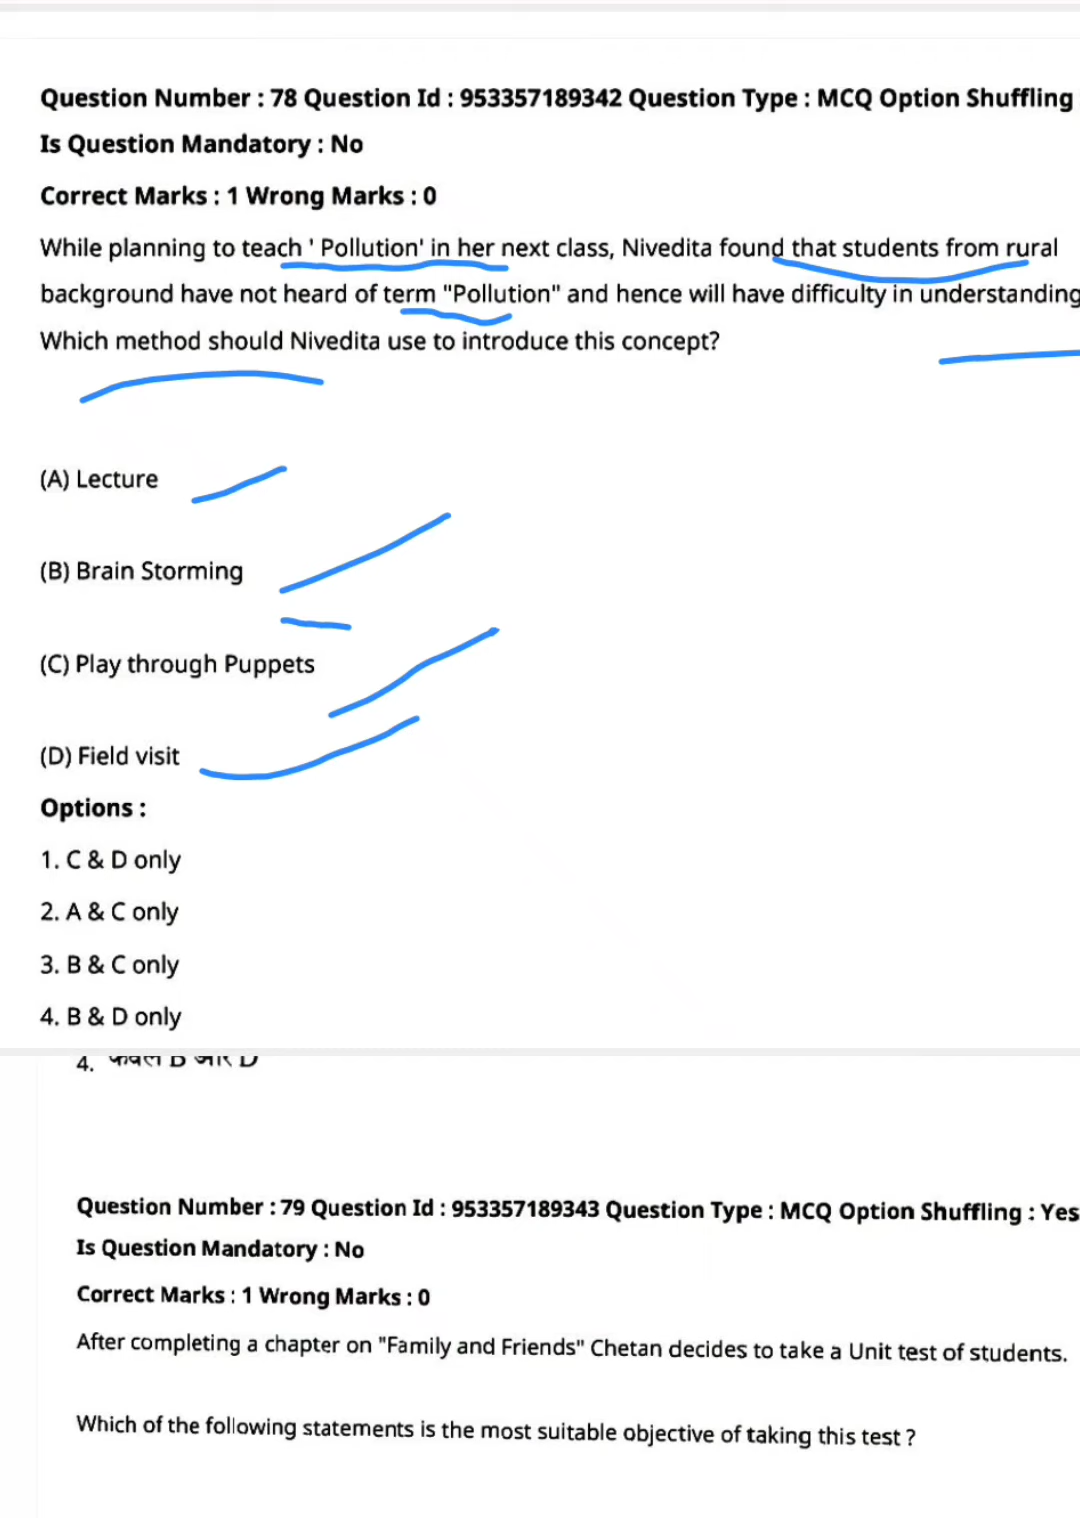 Question Number : 78 Question Id : 953357189342 Question Type : MCQ Option Shuffling
Is Question Mandatory : No
Correct Marks : 1 Wrong Marks : 0
While planning to teach ' Pollution' in her next class, Nivedita found that students from rural
background have not heard of term "Pollution" and hence will have difficulty in understanding
Which method should Nivedita use to introduce this concept?
(A) Lecture
(B) Brain Storming
(C) Play through Puppets
(D) Field visit
Options :
1. C & D only
2. A & C only
3. B & C only
4. B & D only
4. केवल B और D
Question Number : 79 Question Id : 953357189343 Question Type : MCQ Option Shuffling : Yes
Is Question Mandatory : No
Correct Marks : 1 Wrong Marks : 0
After completing a chapter on "Family and Friends" Chetan decides to take a Unit test of students.
Which of the following statements is the most suitable objective of taking this test ?